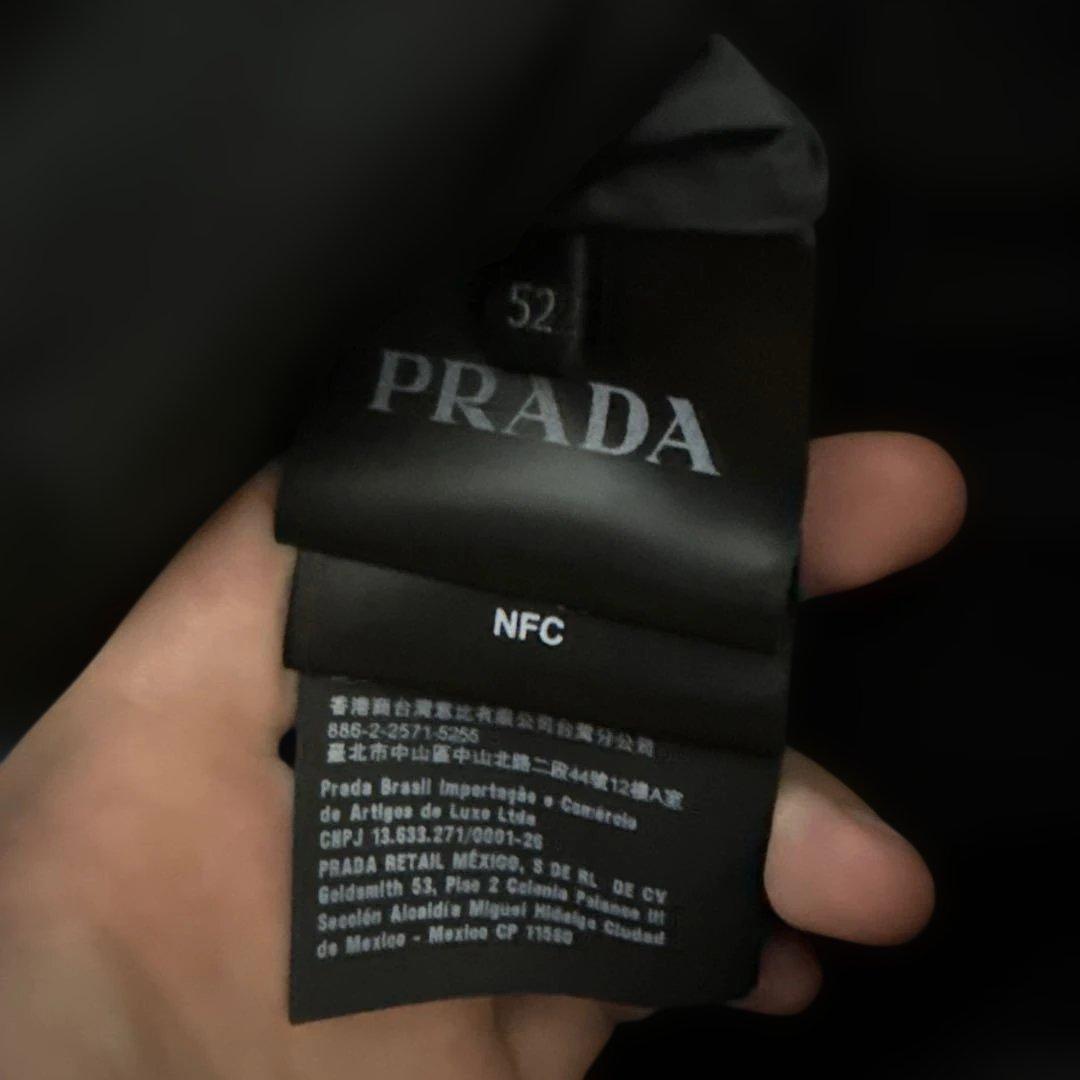 52
PRADA
NFC
香港商台灣意比有限公司台灣分公司
886-2-2571-5255
臺北市中山區中山北路二段44號12樓A室
Prada Brasil Importação e Comércio
de Artigos de Luxo Ltda
CNPJ 13.633.271/0001-26
PRADA RETAIL MÉXICO, S DE RL DE CV
Goldsmith 53, Piso 2 Colonia Polanco III
Sección Alcaldía Miguel Hidalgo Ciudad
de Mexico - Mexico CP 11560